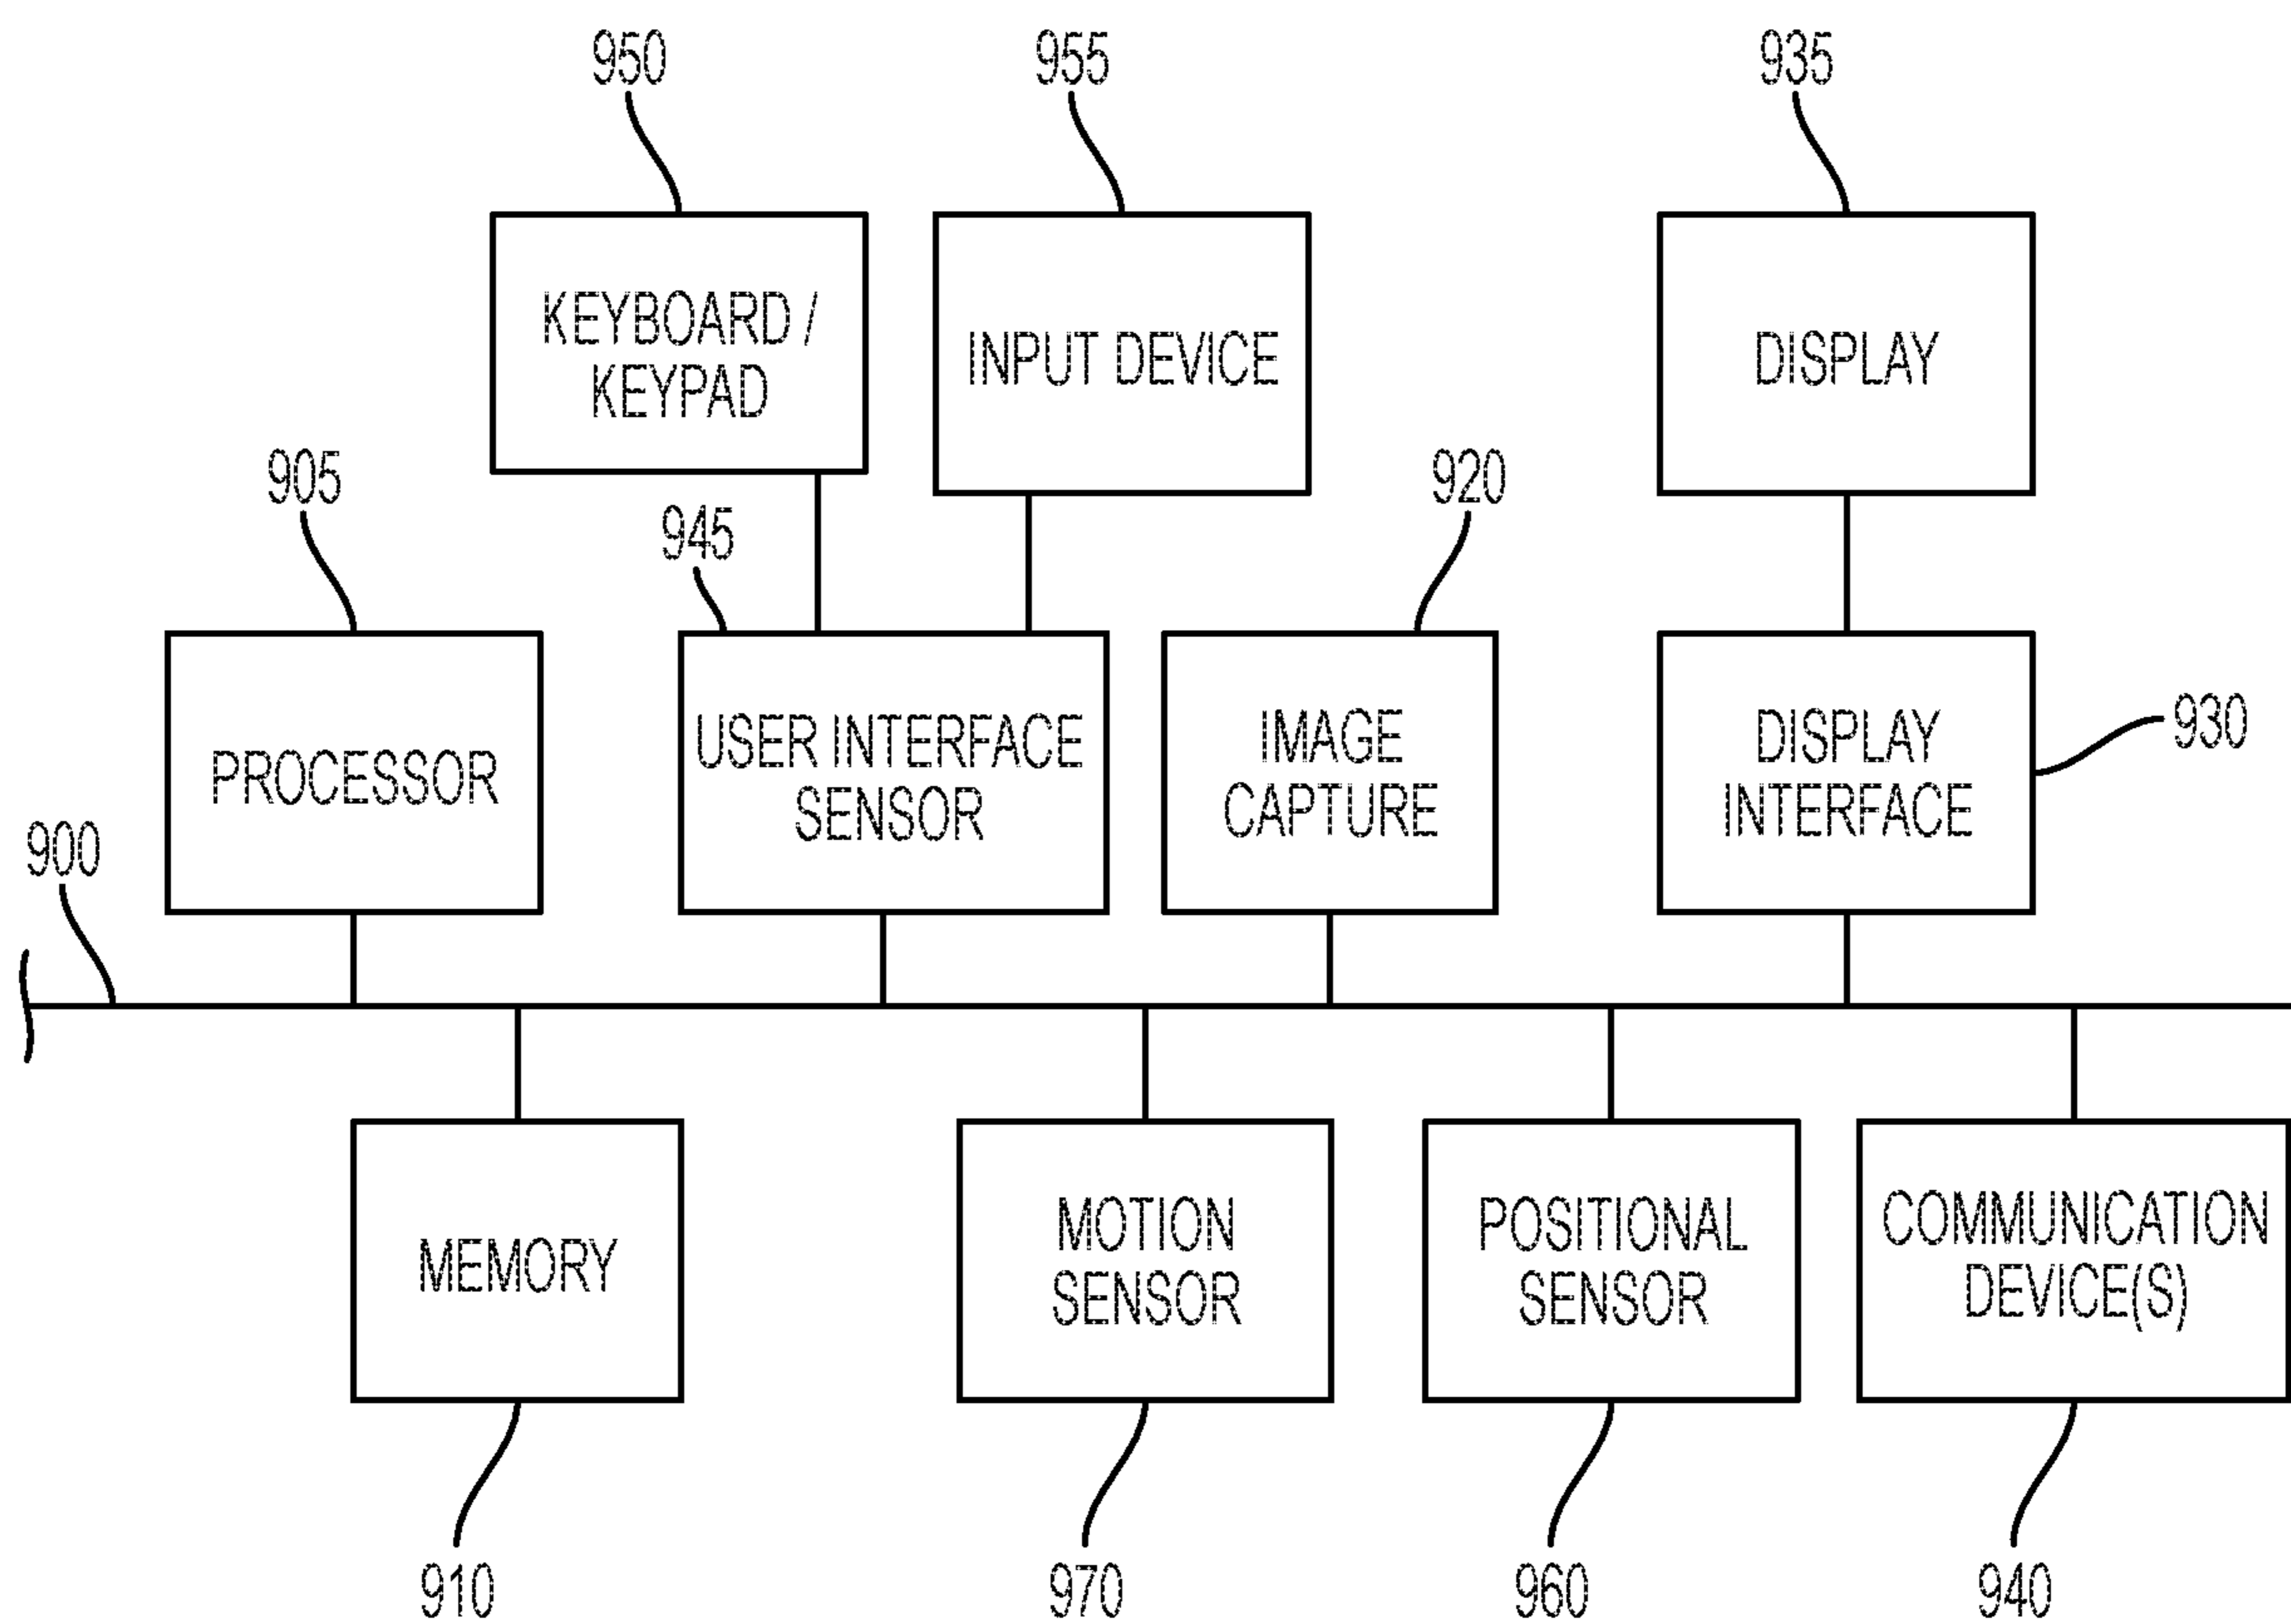 950
955
935
KEYBOARD /
KEYPAD
INPUT DEVICE
DISPLAY
905
945
920
PROCESSOR
USER INTERFACE
SENSOR
IMAGE
CAPTURE
DISPLAY
INTERFACE
930
900
MEMORY
MOTION
SENSOR
POSITIONAL
SENSOR
COMMUNICATION
DEVICE(S)
910
970
960
940